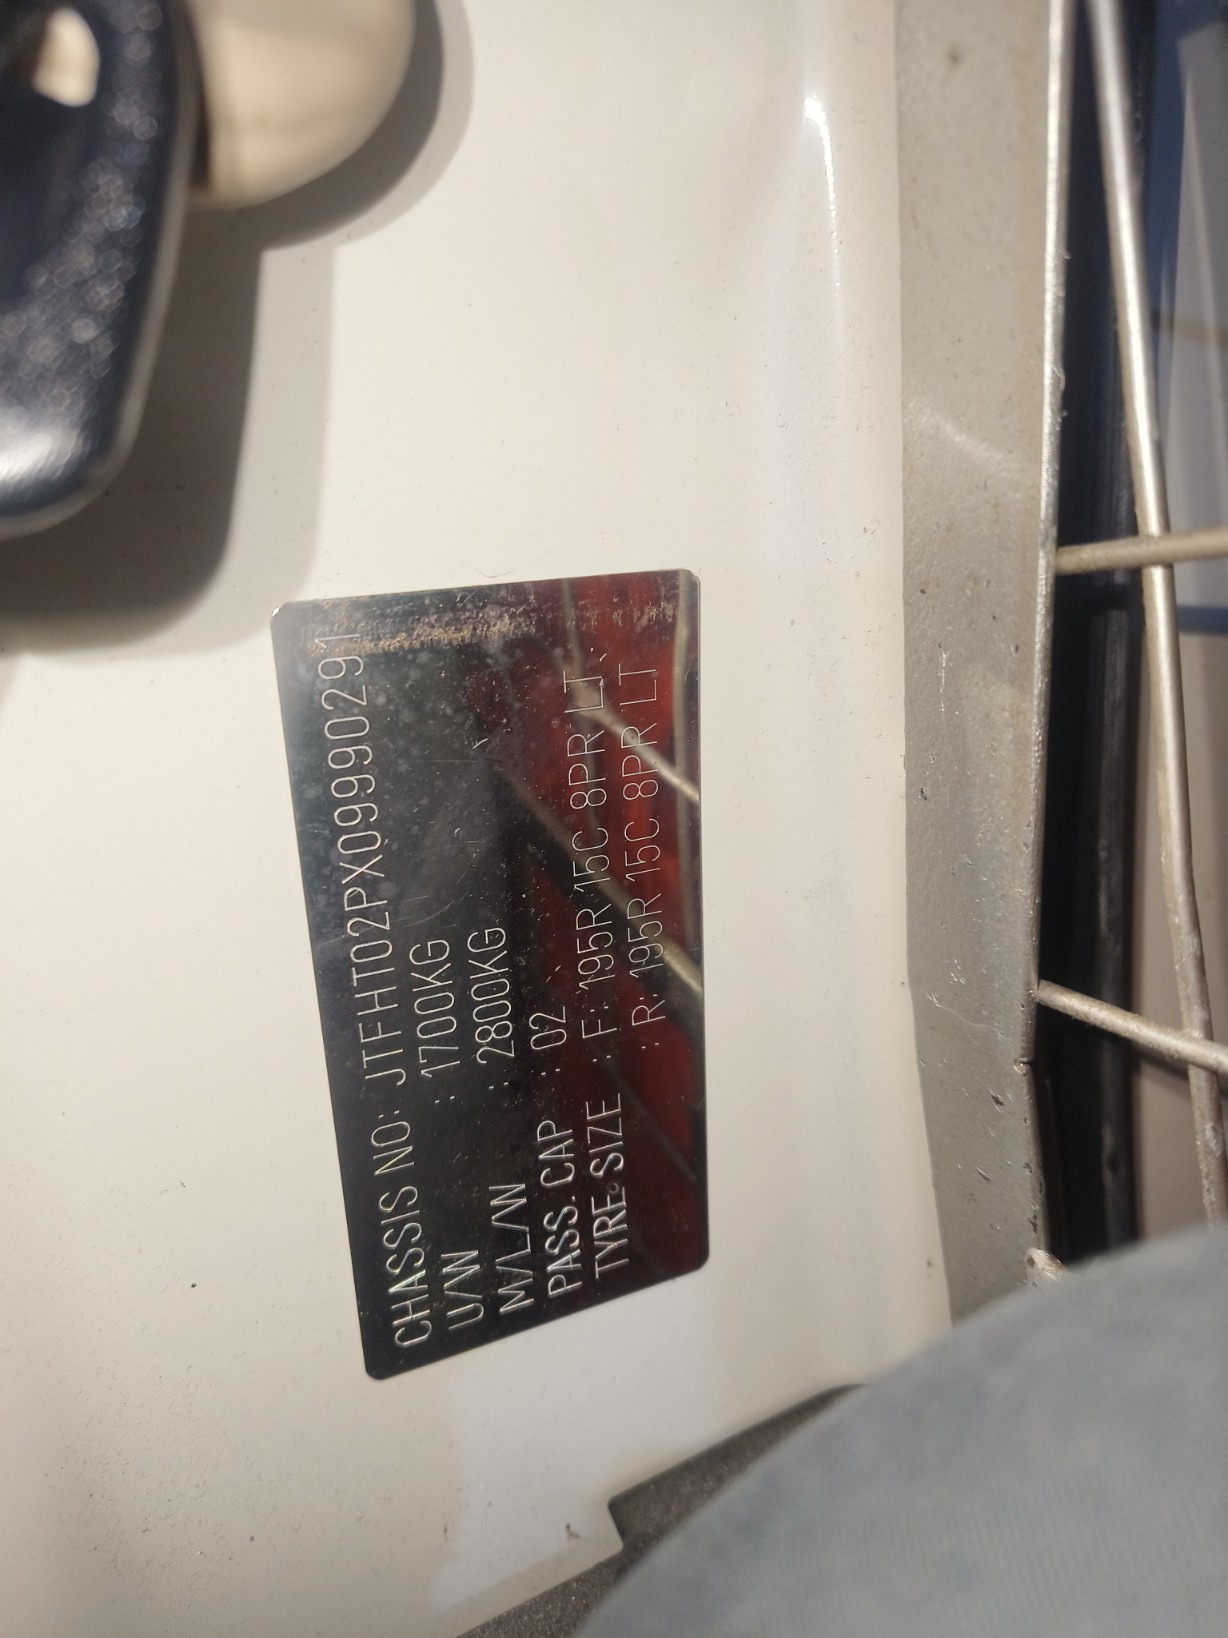 CHASSIS NO: JTFHT02PX09990291
U/W : 1700KG
M/L/W : 2800KG
PASS. CAP : 02
TYRE SIZE : F: 195R 15C 8PR LT
: R: 195R 15C 8PR LT